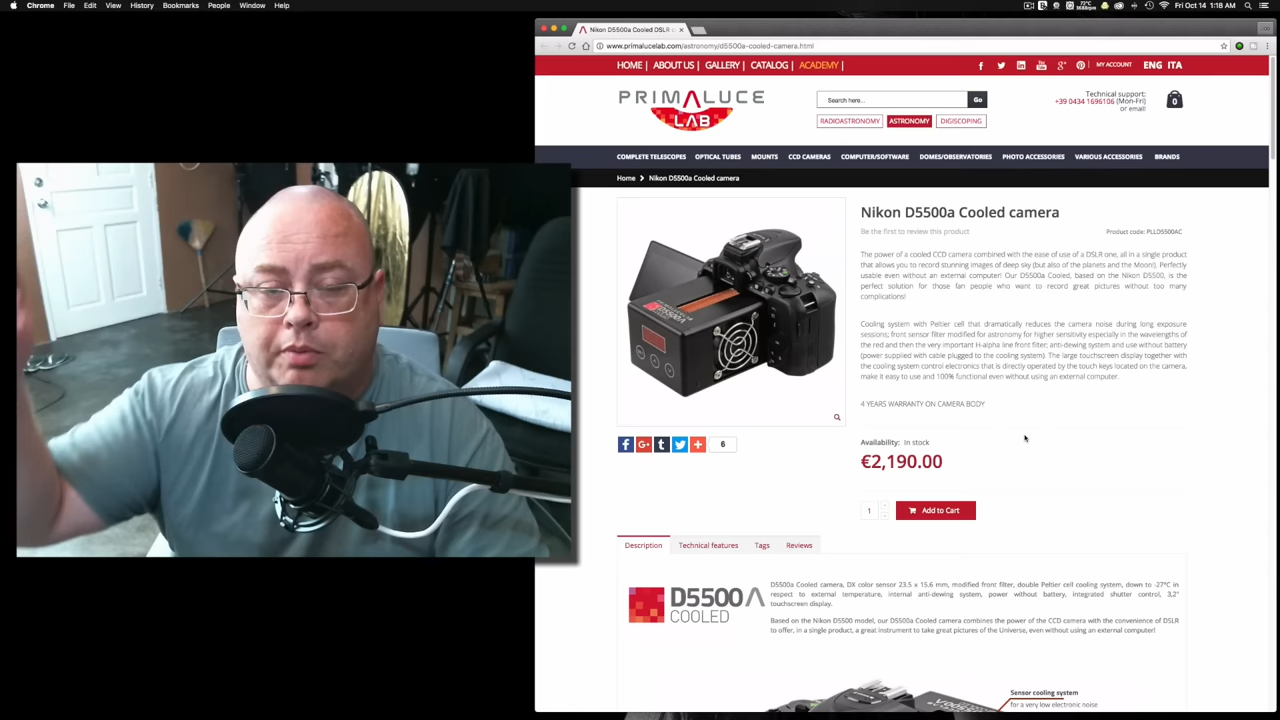 Chrome File Edit View History Bookmarks People Window Help
72°C
Fri Oct 14 1:18 AM
Nikon D5500a Cooled DSLR c
www.primalucelab.com/astronomy/d5500a-cooled-camera.html
HOME | ABOUT US | GALLERY | CATALOG | ACADEMY |
MY ACCOUNT ENG ITA
PRIMALUCE
LAB
Search here...
Go
Technical support:
+39 0434 1696106 (Mon-Fri)
or email!
0
RADIOASTRONOMY ASTRONOMY DIGISCOPING
COMPLETE TELESCOPES OPTICAL TUBES MOUNTS CCD CAMERAS COMPUTER/SOFTWARE DOMES/OBSERVATORIES PHOTO ACCESSORIES VARIOUS ACCESSORIES BRANDS
Home Nikon D5500a Cooled camera
Nikon D5500a Cooled camera
Be the first to review this product
Product code: PLLD5500AC
The power of a cooled CCD camera combined with the ease of use of a DSLR one, all in a single product
that allows you to record stunning images of deep sky (but also of the planets and the Moon!). Perfectly
usable even without an external computer! Our D5500a Cooled, based on the Nikon D5500, is the
perfect solution for those fan people who want to record great pictures without too many
complications!
Cooling system with Peltier cell that dramatically reduces the camera noise during long exposure
sessions; front sensor filter modified for astronomy for higher sensitivity especially in the wavelengths of
the red and then the very important H-alpha line front filter; anti-dewing system and use without battery
(power supplied with cable plugged to the cooling system). The large touchscreen display together with
the cooling system control electronics that is directly operated by the touch keys located on the camera,
make it easy to use and 100% functional even without using an external computer.
4 YEARS WARRANTY ON CAMERA BODY
6
Availability: In stock
€2,190.00
1
Add to Cart
Description Technical features Tags Reviews
D5500A
COOLED
D5500a Cooled camera, DX color sensor 23.5 x 15.6 mm, modified front filter, double Peltier cell cooling system, down to -27°C in
respect to external temperature, internal anti-dewing system, power without battery, integrated shutter control, 3,2"
touchscreen display.
Based on the Nikon D5500 model, our D5500a Cooled camera combines the power of the CCD camera with the convenience of DSLR
to offer, in a single product, a great instrument to take great pictures of the Universe, even without using an external computer!
Sensor cooling system
for a very low electronic noise